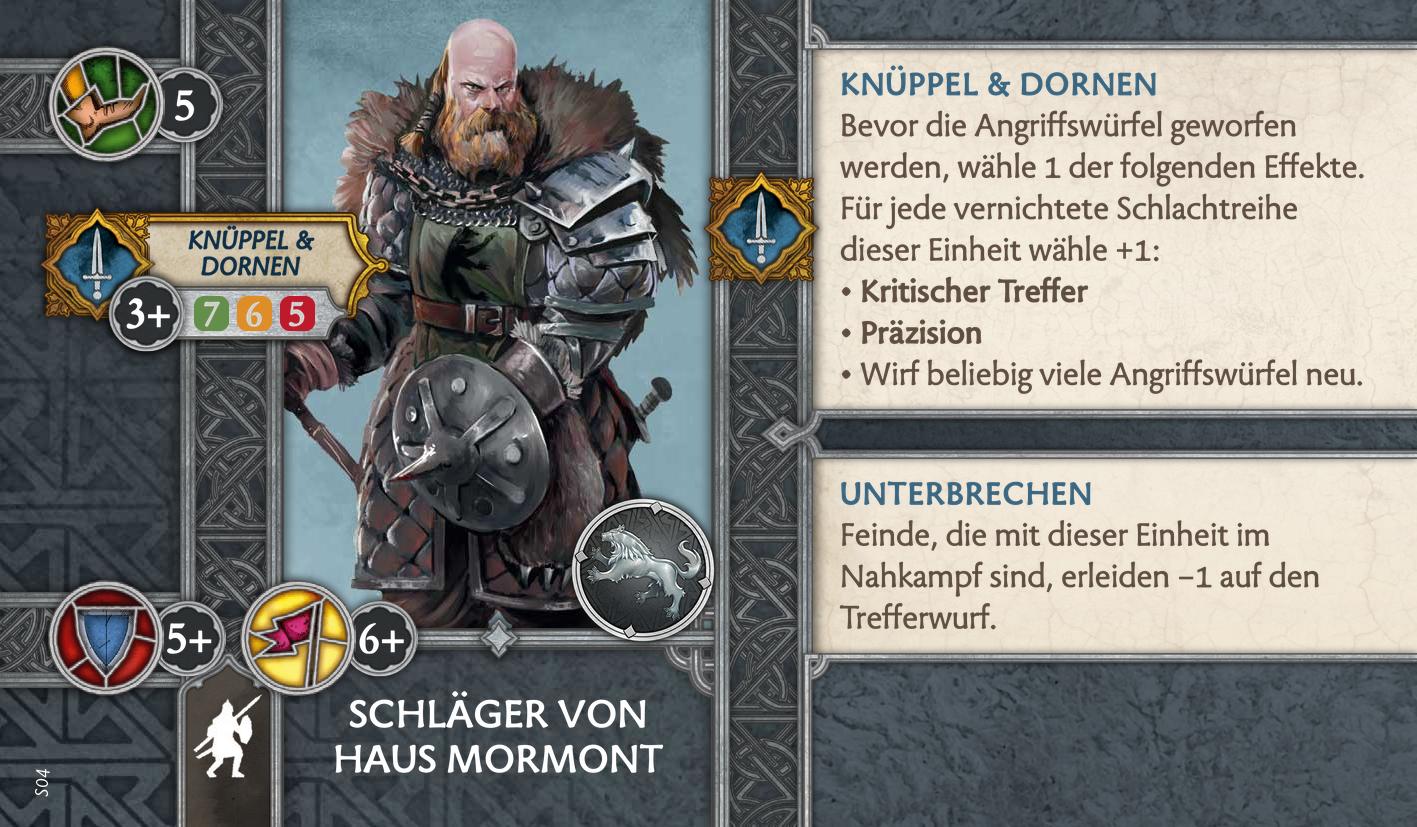 5
KNÜPPEL &
DORNEN
3+ 7 6 5
5+ 6+
SCHLÄGER VON
HAUS MORMONT
S04
KNÜPPEL & DORNEN
Bevor die Angriffswürfel geworfen
werden, wähle 1 der folgenden Effekte.
Für jede vernichtete Schlachtreihe
dieser Einheit wähle +1:
• Kritischer Treffer
• Präzision
• Wirf beliebig viele Angriffswürfel neu.
UNTERBRECHEN
Feinde, die mit dieser Einheit im
Nahkampf sind, erleiden −1 auf den
Trefferwurf.